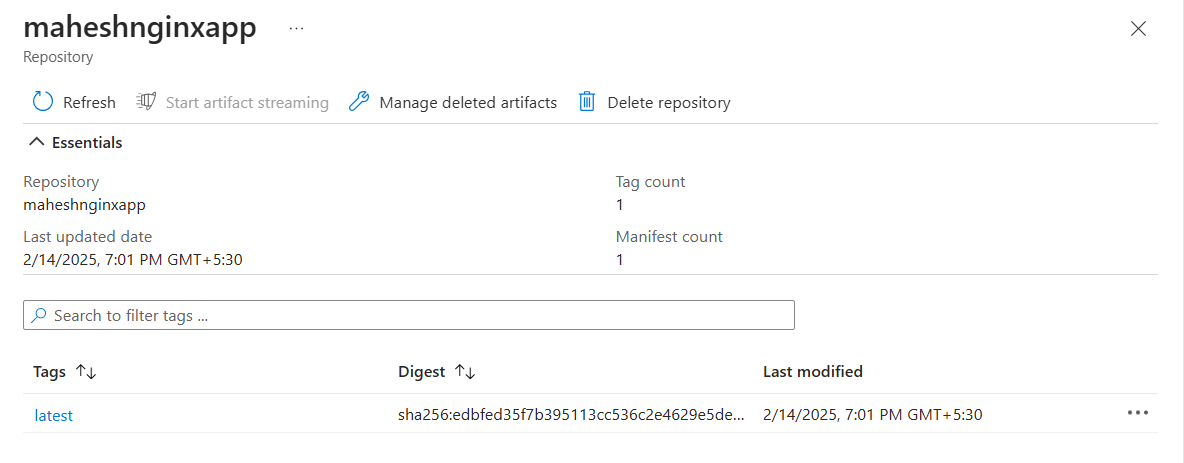 maheshnginxapp ...
Repository
Refresh Start artifact streaming Manage deleted artifacts Delete repository
Essentials
Repository Tag count
maheshnginxapp 1
Last updated date Manifest count
2/14/2025, 7:01 PM GMT+5:30 1
Search to filter tags ...
Tags Digest Last modified
latest sha256:edbfed35f7b395113cc536c2e4629e5de... 2/14/2025, 7:01 PM GMT+5:30 ...